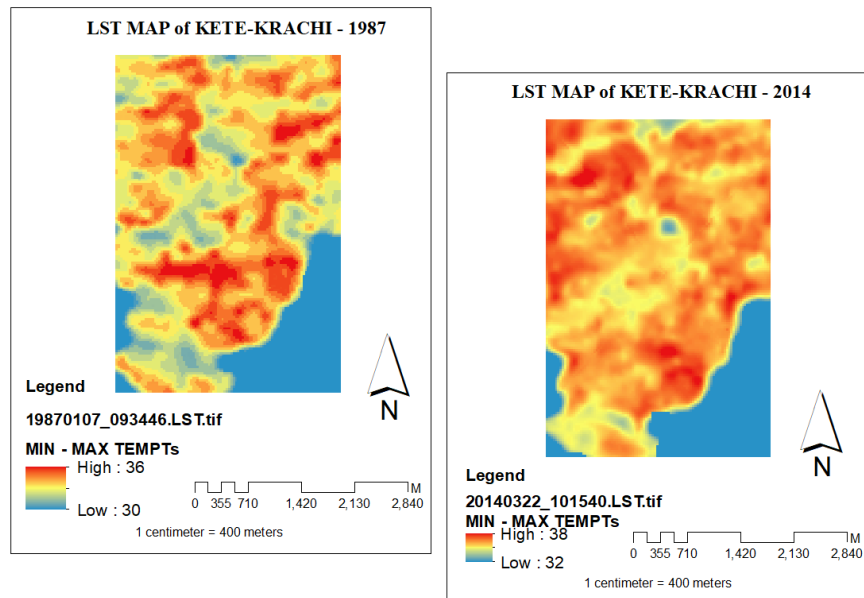 LST MAP of KETE-KRACHI - 1987
N
Legend
19870107_093446.LST.tif
MIN - MAX TEMPTs
High : 36
Low : 30
0 355 710 1,420 2,130 2,840 M
1 centimeter = 400 meters
LST MAP of KETE-KRACHI - 2014
N
Legend
20140322_101540.LST.tif
MIN - MAX TEMPTs
High : 38
Low : 32
0 355 710 1,420 2,130 2,840 M
1 centimeter = 400 meters